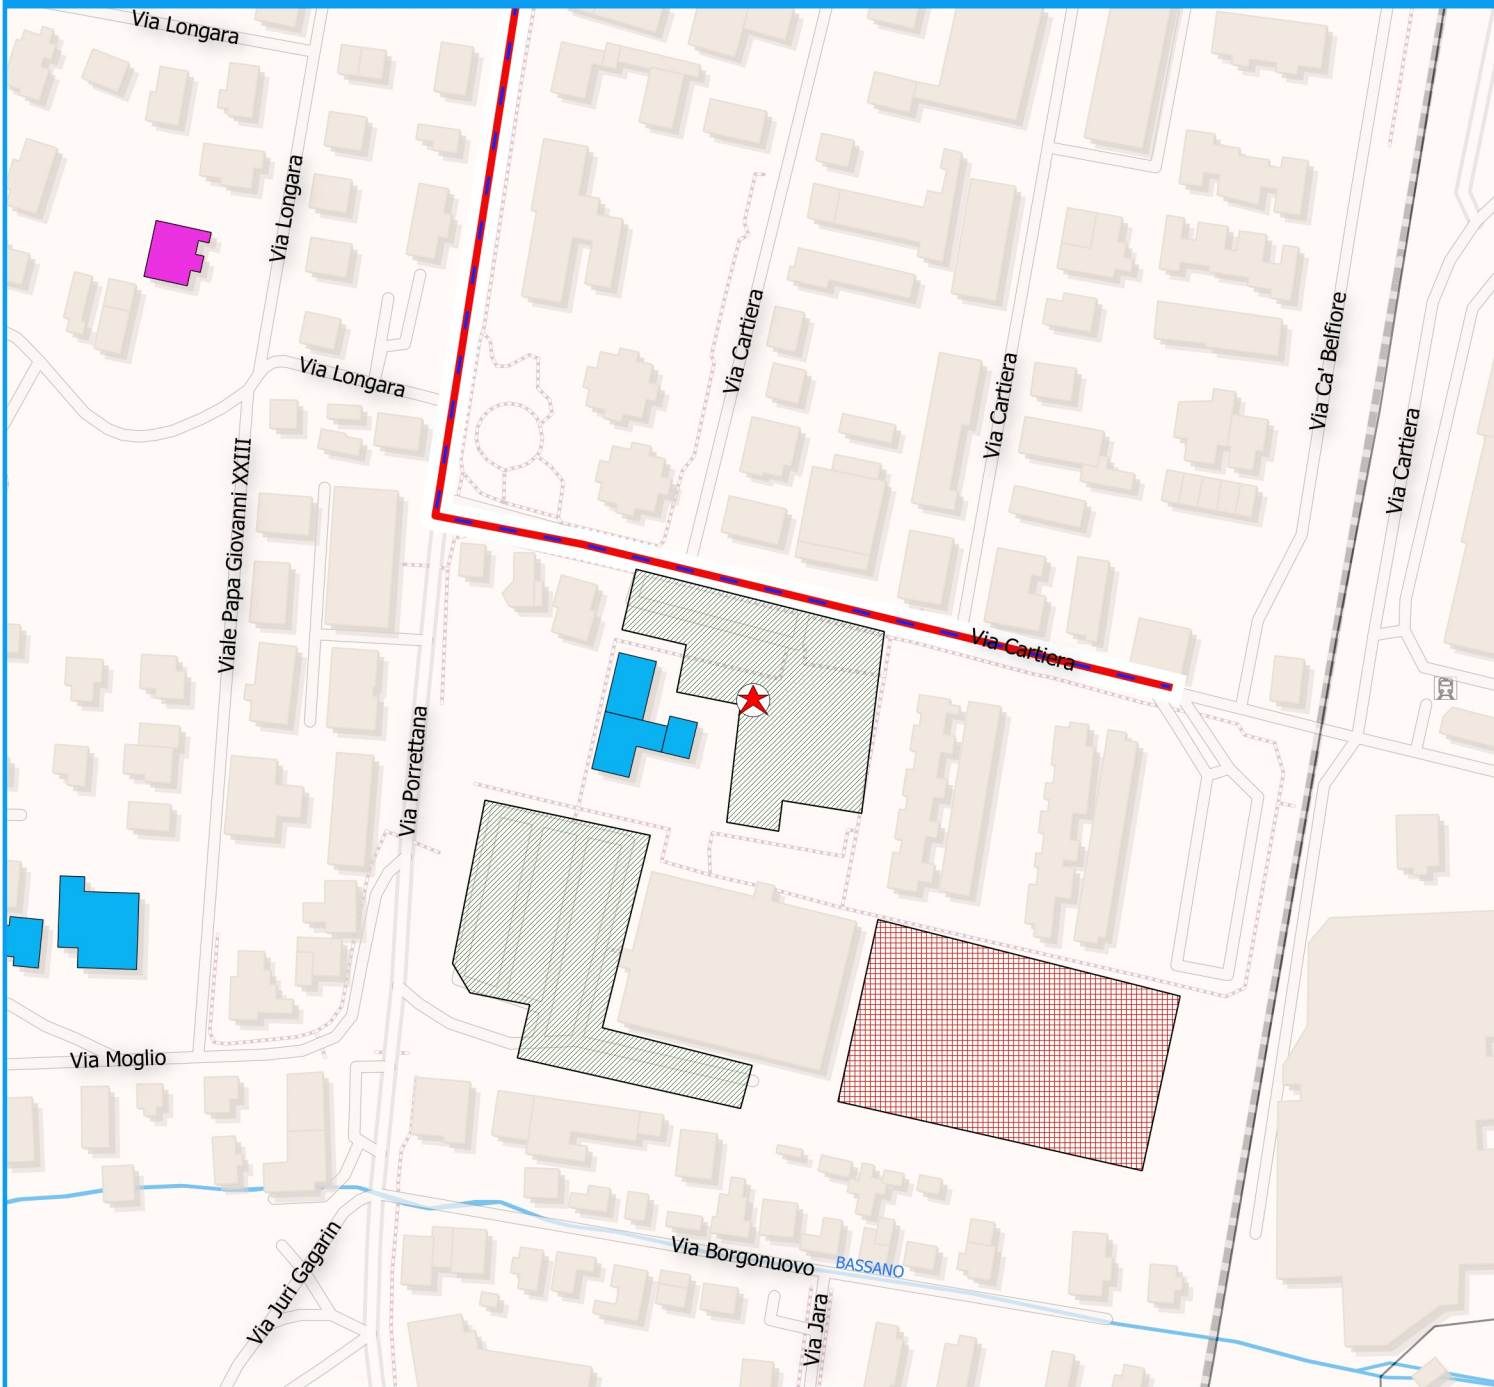 Via Longara
Via Longara
Via Longara
Via Cartiera
Via Cartiera
Via Ca' Belfiore
Via Cartiera
Viale Papa Giovanni XXIII
Via Cartiera
Via Porrettana
Via Moglio
Via Juri Gagarin
Via Borgonuovo
BASSANO
Via Jara